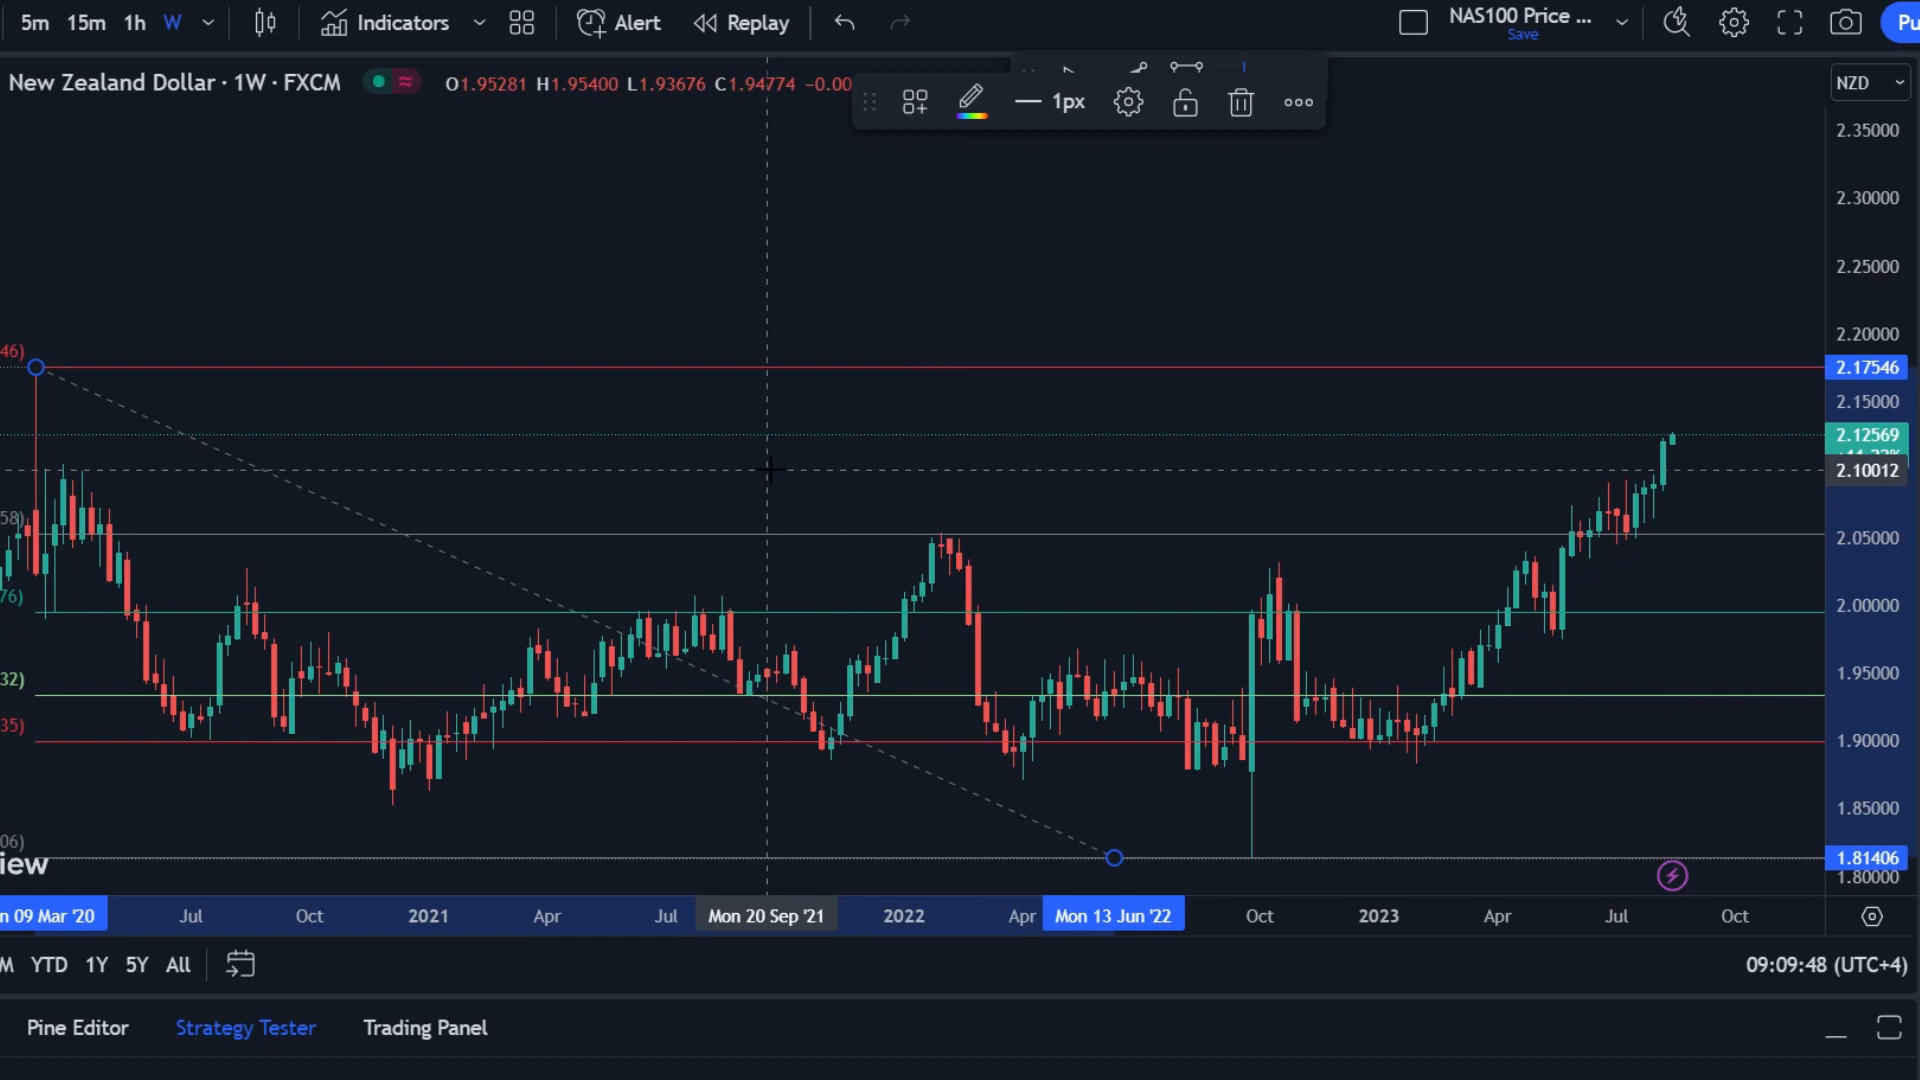 5m 15m 1h W Indicators Alert Replay NAS100 Price ... Pu
Save
New Zealand Dollar · 1W · FXCM O1.95281 H1.95400 L1.93676 C1.94774 −0.00 NZD
1px
2.35000
2.30000
2.25000
2.20000
46)
2.17546
2.15000
2.12569
2.10012
58)
2.05000
76)
2.00000
32)
1.95000
35)
1.90000
1.85000
06)
iew
1.81406
1.80000
n 09 Mar '20 Jul Oct 2021 Apr Jul Mon 20 Sep '21 2022 Apr Mon 13 Jun '22 Oct 2023 Apr Jul Oct
M YTD 1Y 5Y All 09:09:48 (UTC+4)
Pine Editor Strategy Tester Trading Panel